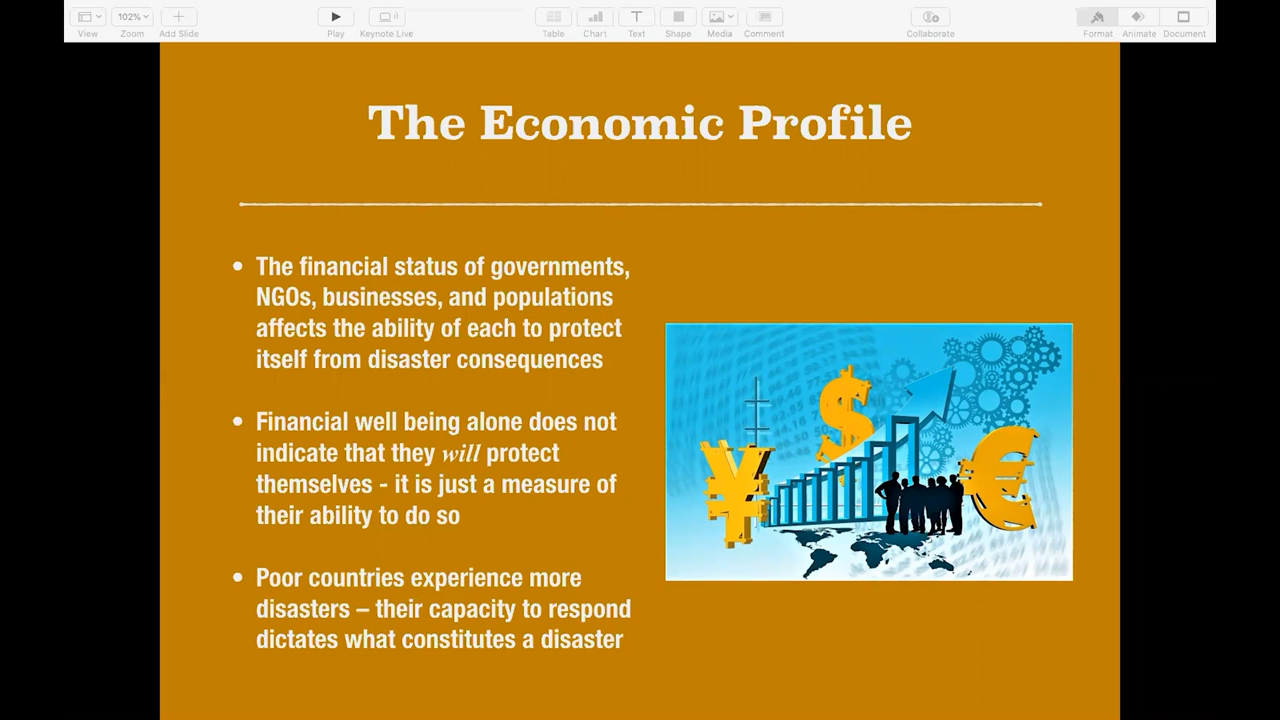 102%
View
Zoom
Add Slide
Play
Keynote Live
Table
Chart
Text
Shape
Media
Comment
Collaborate
Format
Animate
Document
The Economic Profile
• The financial status of governments,
NGOs, businesses, and populations
affects the ability of each to protect
itself from disaster consequences
• Financial well being alone does not
indicate that they will protect
themselves - it is just a measure of
their ability to do so
• Poor countries experience more
disasters – their capacity to respond
dictates what constitutes a disaster
¥
$
€